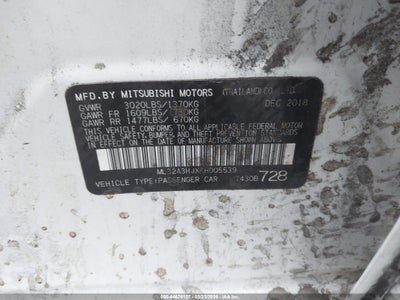 MFD.BY MITSUBISHI MOTORS (THAILAND)CO.,LTD.
GVWR 3020LBS/1370KG DEC 2018
GAWR FR 1609LBS/ 730KG
GAWR RR 1477LBS/ 670KG
THIS VEHICLE CONFORMS TO ALL APPLICABLE FEDERAL MOTOR
VEHICLE SAFETY, BUMPER, AND THEFT PREVENTION STANDARDS
IN EFFECT ON THE DATE OF MANUFACTURE SHOWN ABOVE.
VEHICLE TYPE:PASSENGER CAR 728